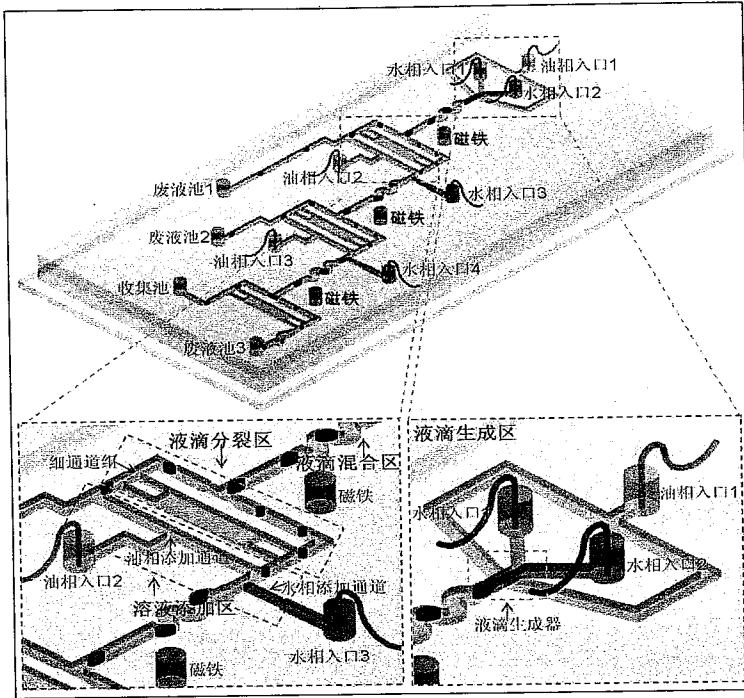 水相入口1
油相入口1
水相入口2
磁铁
油相入口2
废液池1
水相入口3
磁铁
废液池2
油相入口3
水相入口4
收集池
磁铁
废液池3
液滴分裂区
液滴混合区
细通道组
磁铁
油相添加通道
油相入口2
水相添加通道
溶液添加区
水相入口3
磁铁
液滴生成区
油相入口1
水相入口1
水相入口2
液滴生成器